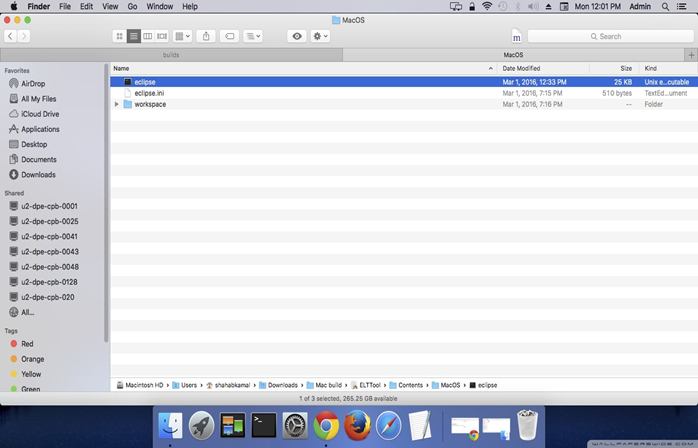 Finder File Edit View Go Window Help Mon 12:01 PM Admin
MacOS
m Search
builds MacOS
Name Date Modified Size Kind
Favorites
eclipse Mar 1, 2016, 12:33 PM 25 KB Unix e...cutable
AirDrop
eclipse.ini Mar 1, 2016, 7:15 PM 510 bytes TextEd...ument
All My Files
workspace Mar 1, 2016, 7:16 PM -- Folder
iCloud Drive
Applications
Desktop
Documents
Downloads
Shared
u2-dpe-cpb-0001
u2-dpe-cpb-0025
u2-dpe-cpb-0041
u2-dpe-cpb-0043
u2-dpe-cpb-0048
u2-dpe-cpb-0128
u2-dpe-cpb-020
All...
Tags
Red
Orange
Yellow
Green
Macintosh HD Users shahabkamal Downloads Mac build ELTTool Contents MacOS eclipse
1 of 3 selected, 265.25 GB available